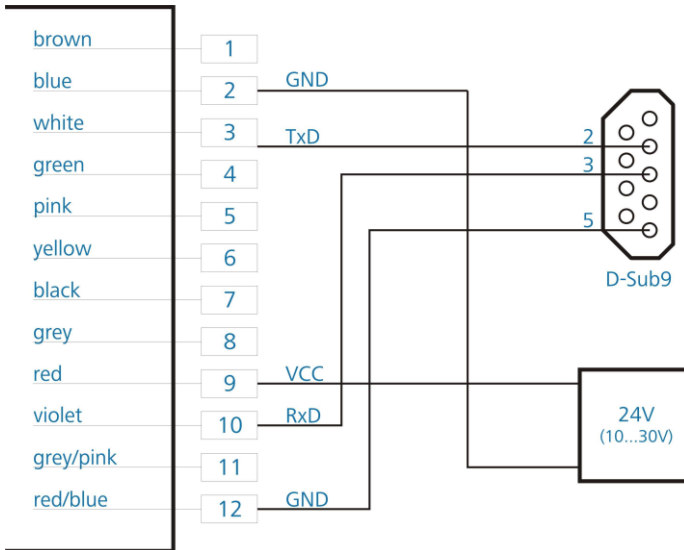 brown 1
blue 2 GND
white 3 TxD 2
green 4 3
pink 5 5
yellow 6
D-Sub9
black 7
grey 8
red 9 VCC
violet 10 RxD 24V
(10...30V)
grey/pink 11
red/blue 12 GND